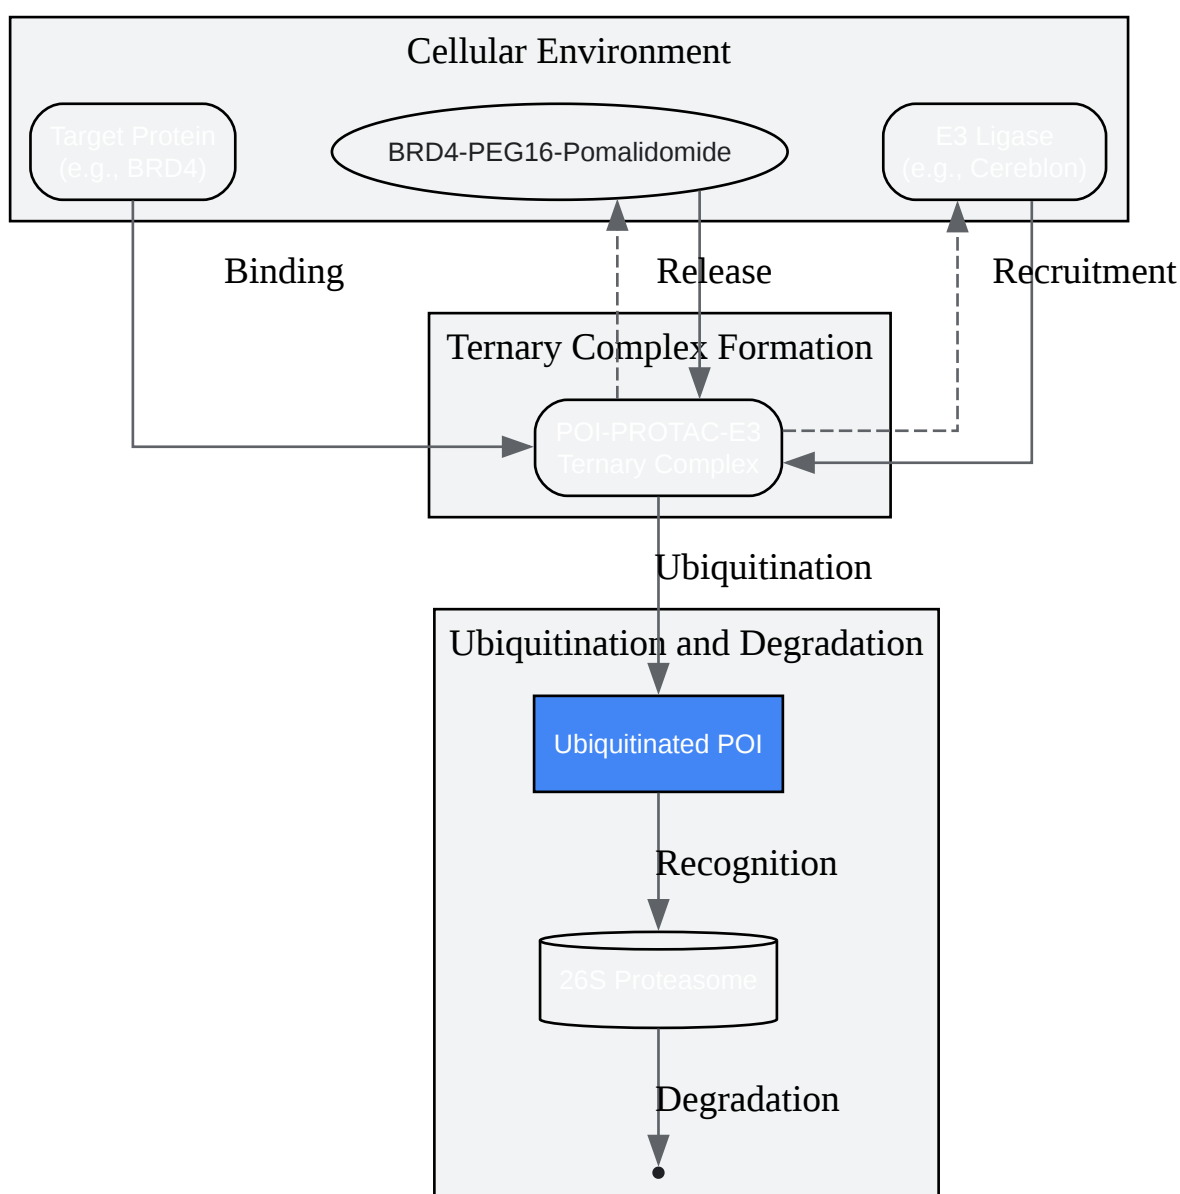 Cellular Environment
Target Protein
(e.g., BRD4)
BRD4-PEG16-Pomalidomide
E3 Ligase
(e.g., Cereblon)
Binding
Release
Recruitment
Ternary Complex Formation
POI-PROTAC-E3
Ternary Complex
Ubiquitination
Ubiquitination and Degradation
Ubiquitinated POI
Recognition
26S Proteasome
Degradation